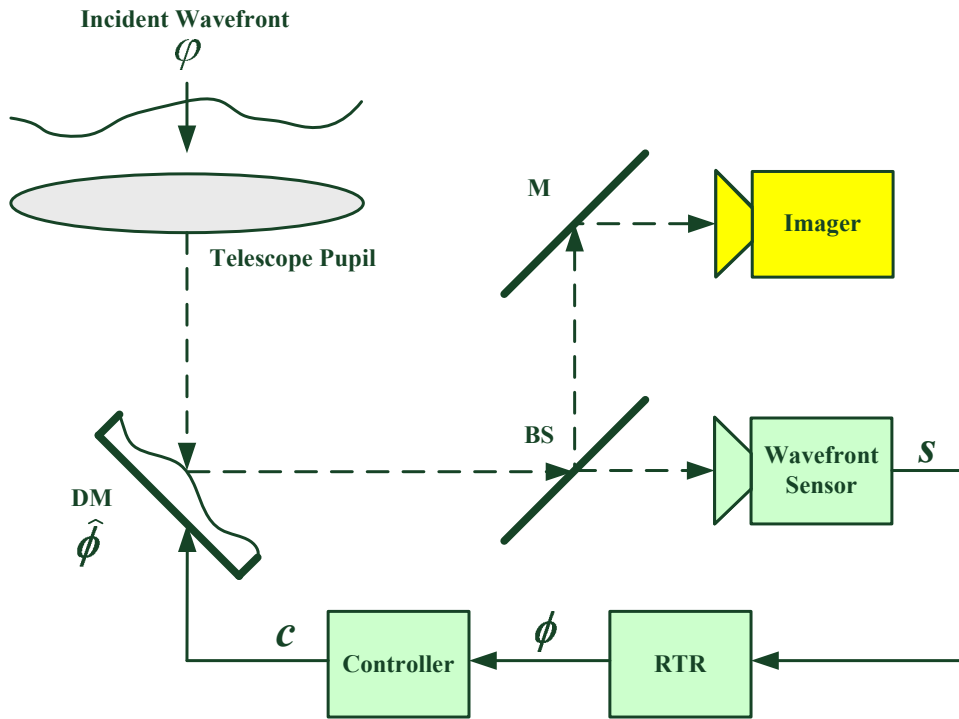 Incident Wavefront
φ
Telescope Pupil
M
Imager
BS
Wavefront
Sensor
s
DM
ϕ̂
c
Controller
ϕ
RTR